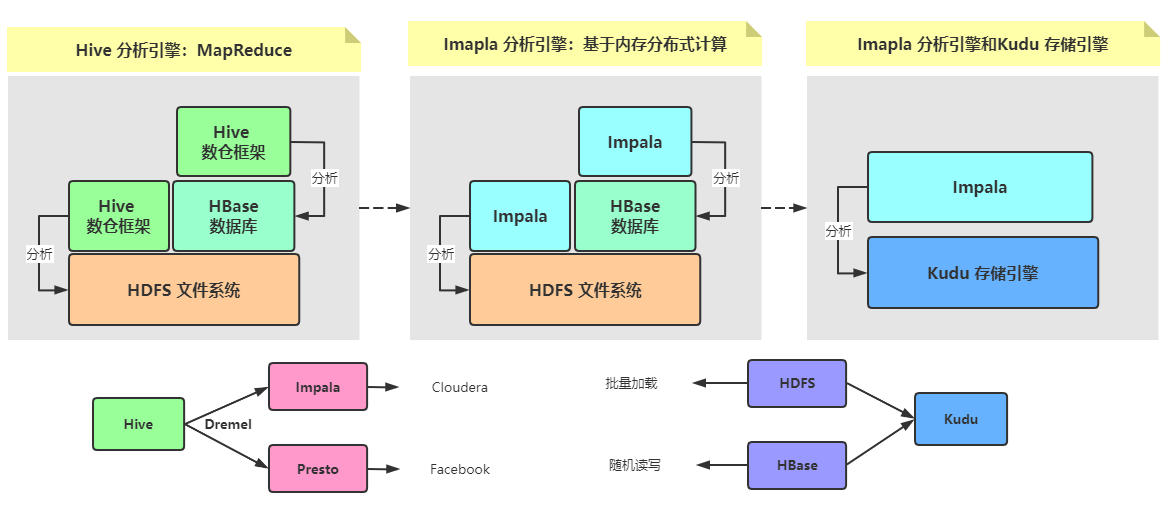 Hive 分析引擎：MapReduce
Imapla 分析引擎：基于内存分布式计算
Imapla 分析引擎和Kudu 存储引擎
Hive
数仓框架
分析
Hive
数仓框架
HBase
数据库
分析
HDFS 文件系统
Impala
分析
Impala
HBase
数据库
分析
HDFS 文件系统
Impala
分析
Kudu 存储引擎
Hive
Dremel
Impala
Cloudera
Presto
Facebook
批量加载
HDFS
Kudu
随机读写
HBase